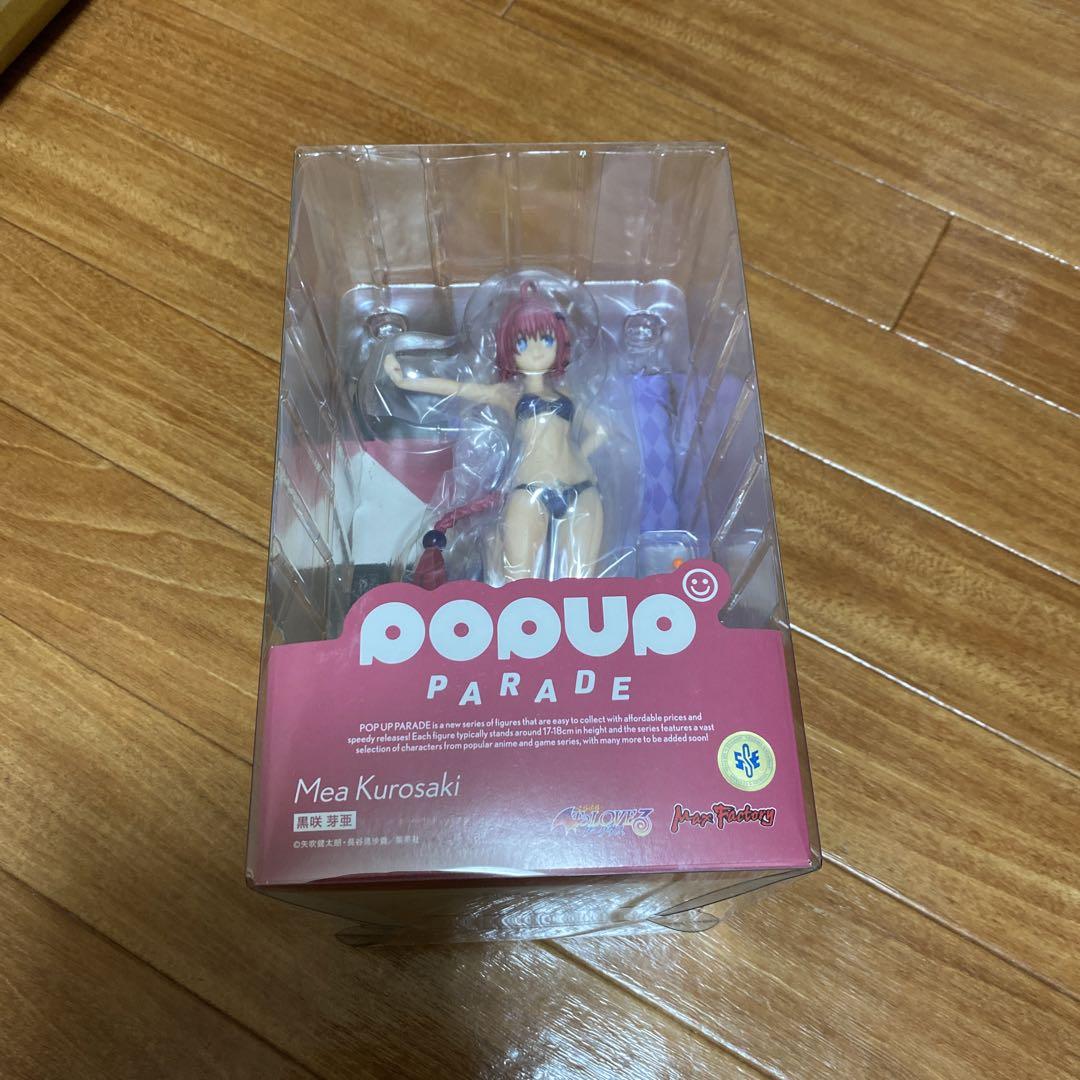 POPUP
PARADE
POP UP PARADE is a new series of figures that are easy to collect with affordable prices and
speedy releases! Each figure typically stands around 17-18cm in height and the series features a vast
selection of characters from popular anime and game series, with many more to be added soon!
Mea Kurosaki
黒咲 芽亜
©矢吹健太朗・長谷見沙貴/集英社
LOVE
Max Factory